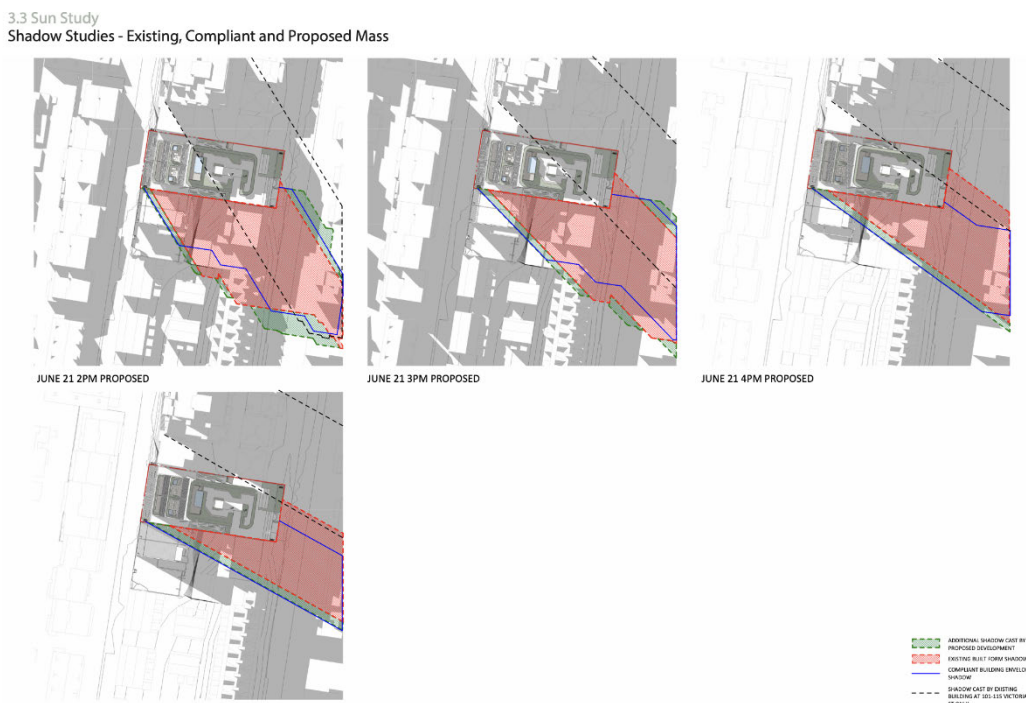 3.3 Sun Study
Shadow Studies - Existing, Compliant and Proposed Mass
JUNE 21 2PM PROPOSED
JUNE 21 3PM PROPOSED
JUNE 21 4PM PROPOSED
ADDITIONAL SHADOW CAST BY
PROPOSED DEVELOPMENT
EXISTING BUILT FORM SHADOW
COMPLIANT BUILDING ENVELO
SHADOW
SHADOW CAST BY EXISTING
BUILDING AT 101-115 VICTORIA